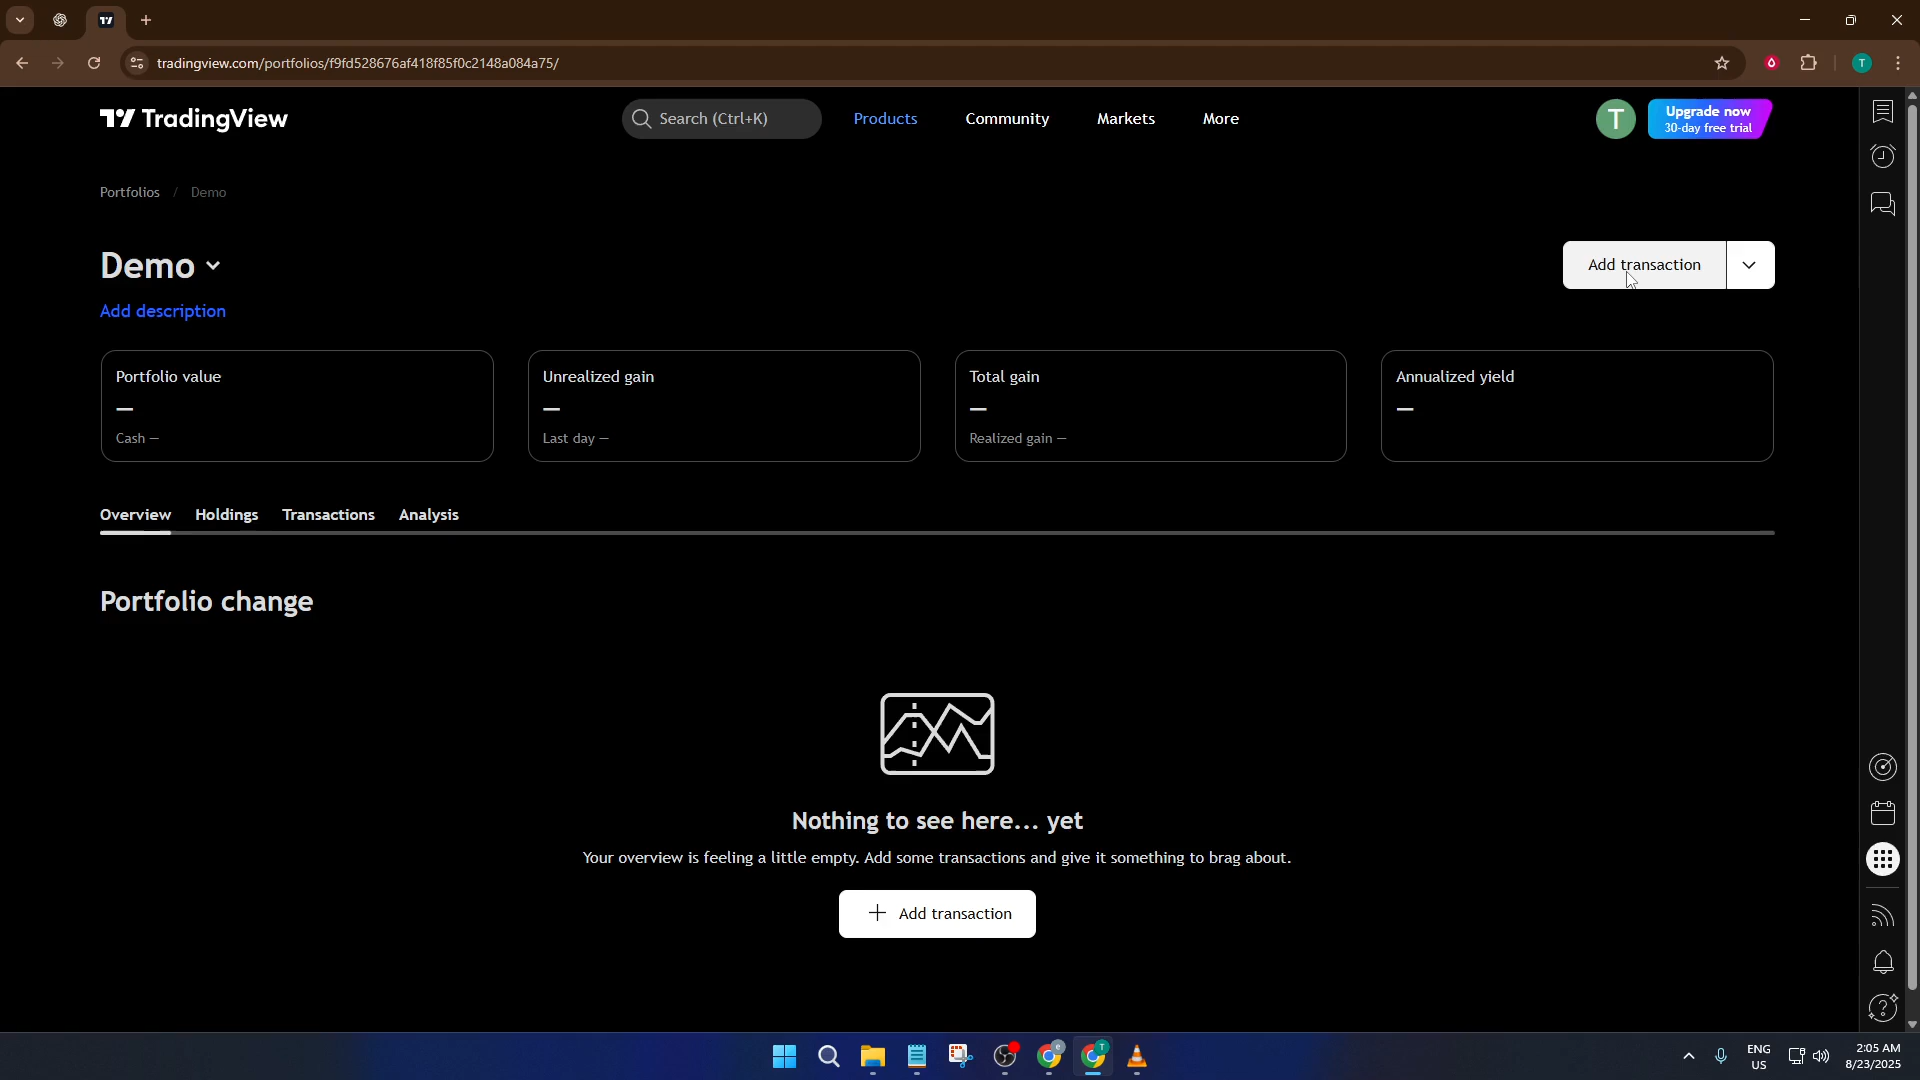 tradingview.com/portfolios/f9fd528676af418f85f0c2148a084a75/
T
TradingView
Search (Ctrl+K)
Products
Community
Markets
More
T
Upgrade now
30-day free trial
Portfolios / Demo
Demo
Add transaction
Add description
Portfolio value
—
Cash —
Unrealized gain
—
Last day —
Total gain
—
Realized gain —
Annualized yield
—
Overview
Holdings
Transactions
Analysis
Portfolio change
Nothing to see here... yet
Your overview is feeling a little empty. Add some transactions and give it something to brag about.
+ Add transaction
e
T
ENG
US
2:05 AM
8/23/2025